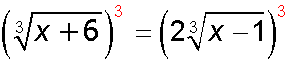 (∛x+6)³ = (2∛x−1)³